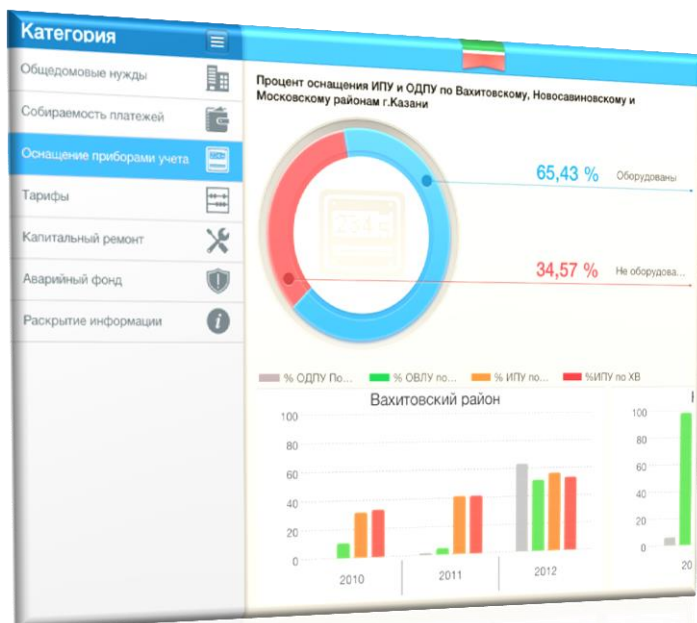 Категория
Общедомовые нужды
Собираемость платежей
Оснащение приборами учета
Тарифы
Капитальный ремонт
Аварийный фонд
Раскрытие информации
Процент оснащения ИПУ и ОДПУ по Вахитовскому, Новосавиновскому и
Московскому районам г.Казани
65,43 % Оборудованы
34,57 % Не оборудова...
% ОДПУ По... % ОВЛУ по... % ИПУ по... %ИПУ по ХВ
Вахитовский район
100
80
60
40
20
0
2010 2011 2012
100
80
60
40
20
0
20